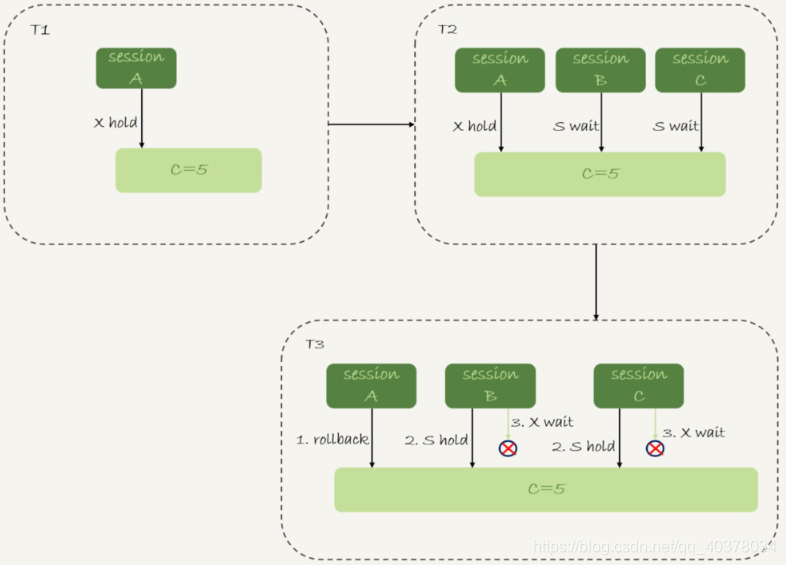 T1
session
A
X hold
C=5
T2
session
A
session
B
session
C
X hold
S wait
S wait
C=5
T3
session
A
session
B
session
C
1. rollback
2. S hold
3. X wait
2. S hold
3. X wait
C=5
https://blog.csdn.net/qq_40378034